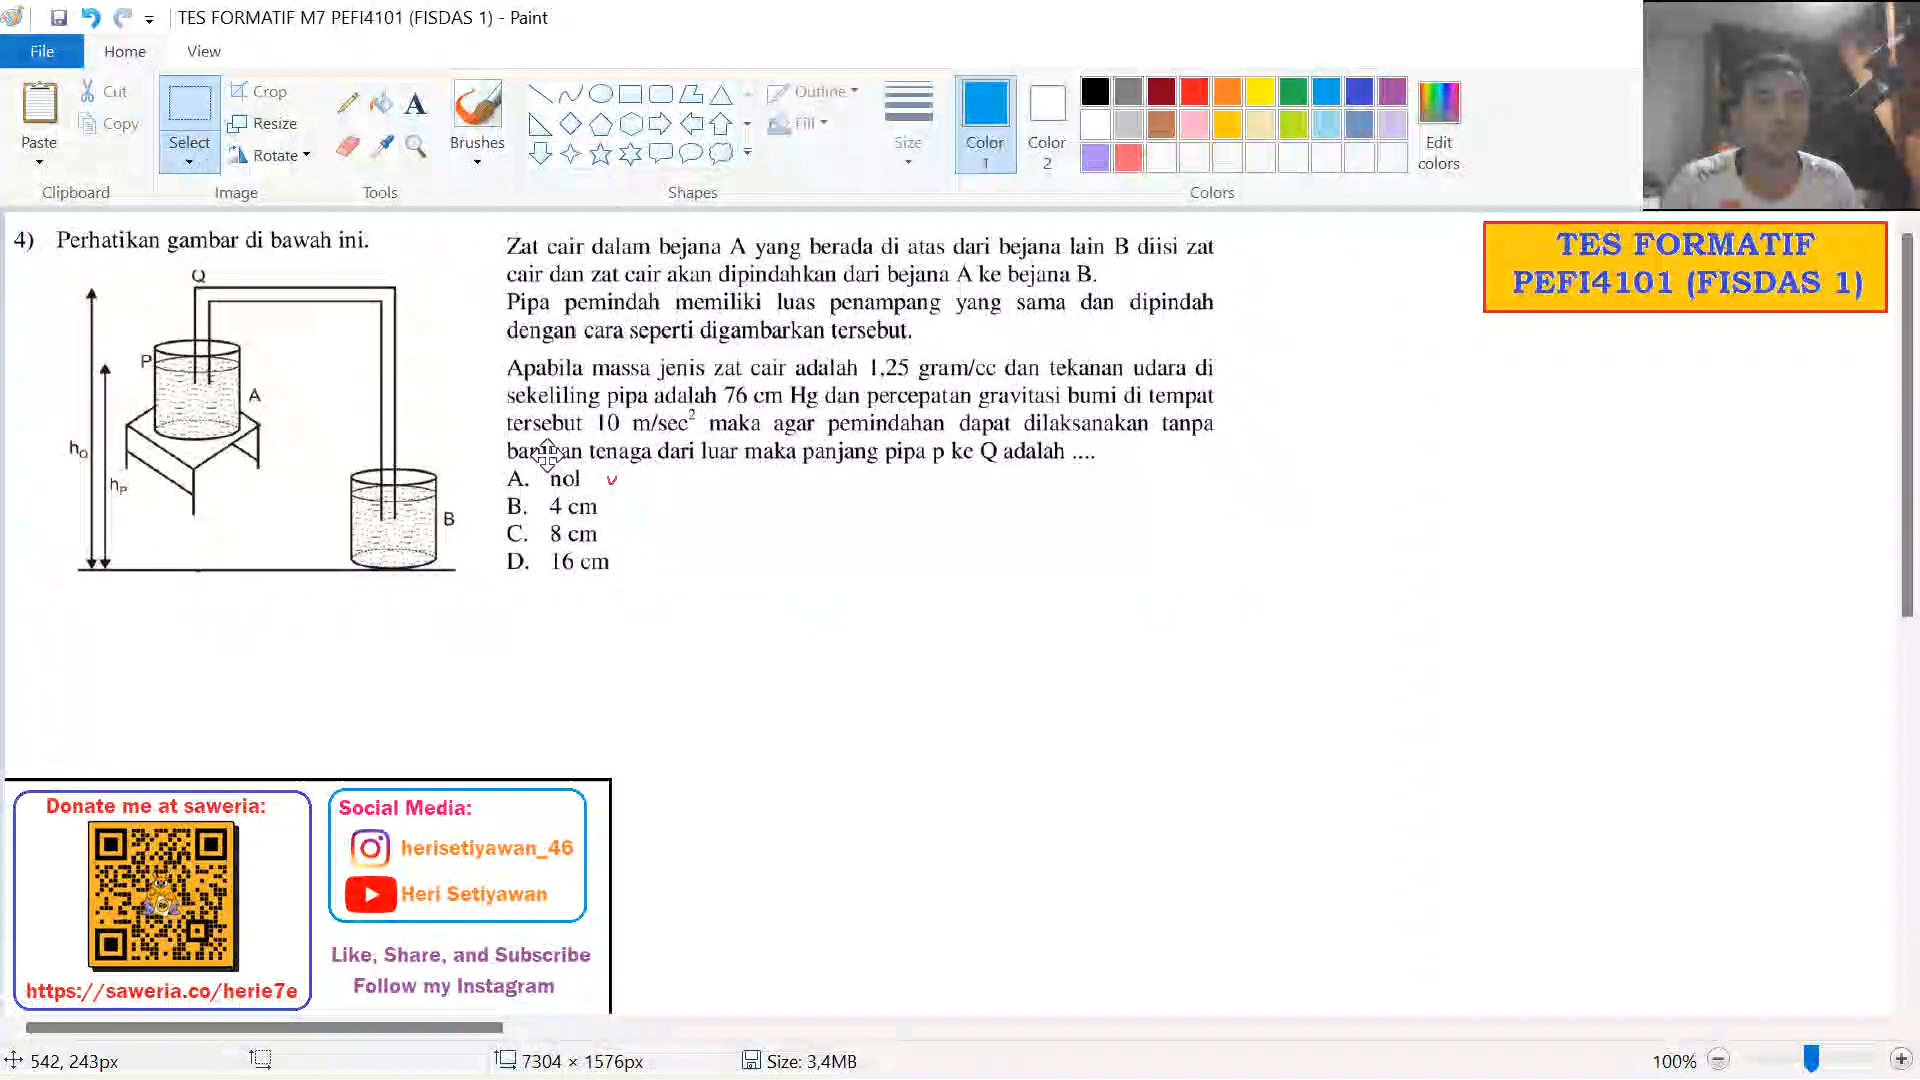 TES FORMATIF M7 PEFI4101 (FISDAS 1) - Paint
File
Home
View
Paste
Cut
Copy
Clipboard
Select
Crop
Resize
Rotate
Image
A
Tools
Brushes
Shapes
Outline
Fill
Size
Color
1
Color
2
Edit
colors
Colors
4) Perhatikan gambar di bawah ini.
Q
P
A
hQ
hP
B
Zat cair dalam bejana A yang berada di atas dari bejana lain B diisi zat
cair dan zat cair akan dipindahkan dari bejana A ke bejana B.
Pipa pemindah memiliki luas penampang yang sama dan dipindah
dengan cara seperti digambarkan tersebut.
Apabila massa jenis zat cair adalah 1,25 gram/cc dan tekanan udara di
sekeliling pipa adalah 76 cm Hg dan percepatan gravitasi bumi di tempat
tersebut 10 m/sec² maka agar pemindahan dapat dilaksanakan tanpa
bantuan tenaga dari luar maka panjang pipa p ke Q adalah ....
A. nol
B. 4 cm
C. 8 cm
D. 16 cm
TES FORMATIF
PEFI4101 (FISDAS 1)
Donate me at saweria:
https://saweria.co/herie7e
Social Media:
herisetiyawan_46
Heri Setiyawan
Like, Share, and Subscribe
Follow my Instagram
542, 243px
7304 × 1576px
Size: 3,4MB
100%